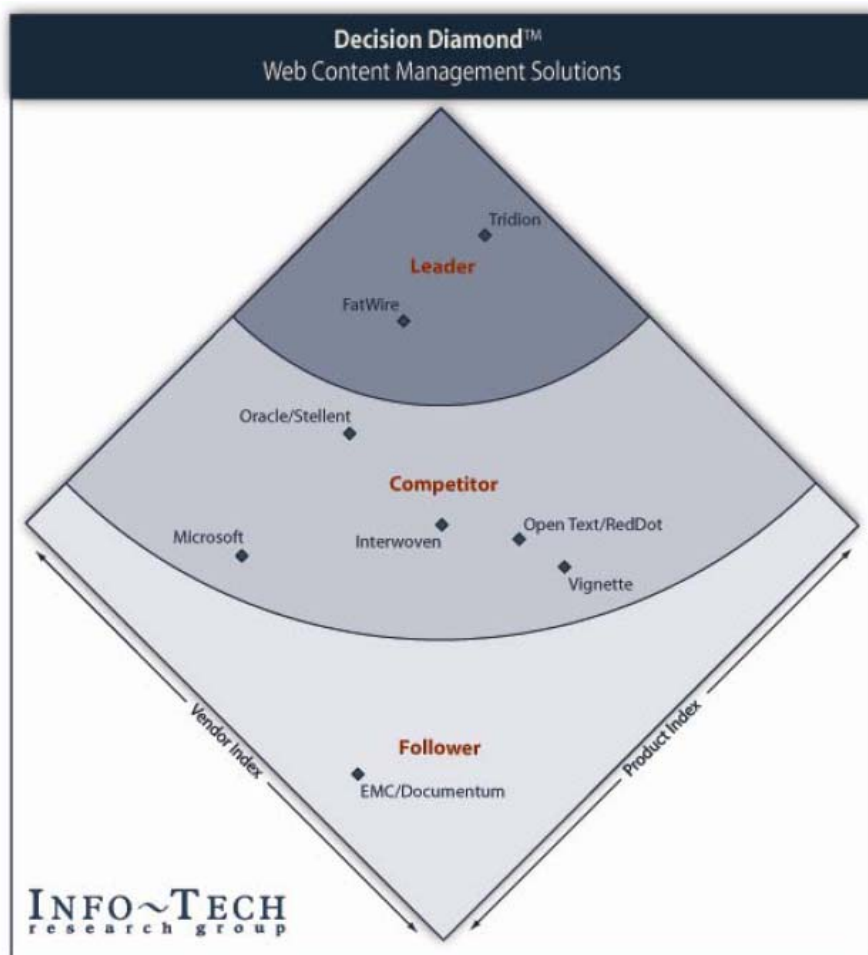 Decision Diamond™
Web Content Management Solutions
Tridion
Leader
FatWire
Oracle/Stellent
Competitor
Open Text/RedDot
Microsoft
Interwoven
Vignette
Vendor Index
Product Index
Follower
EMC/Documentum
INFO~TECH
research group